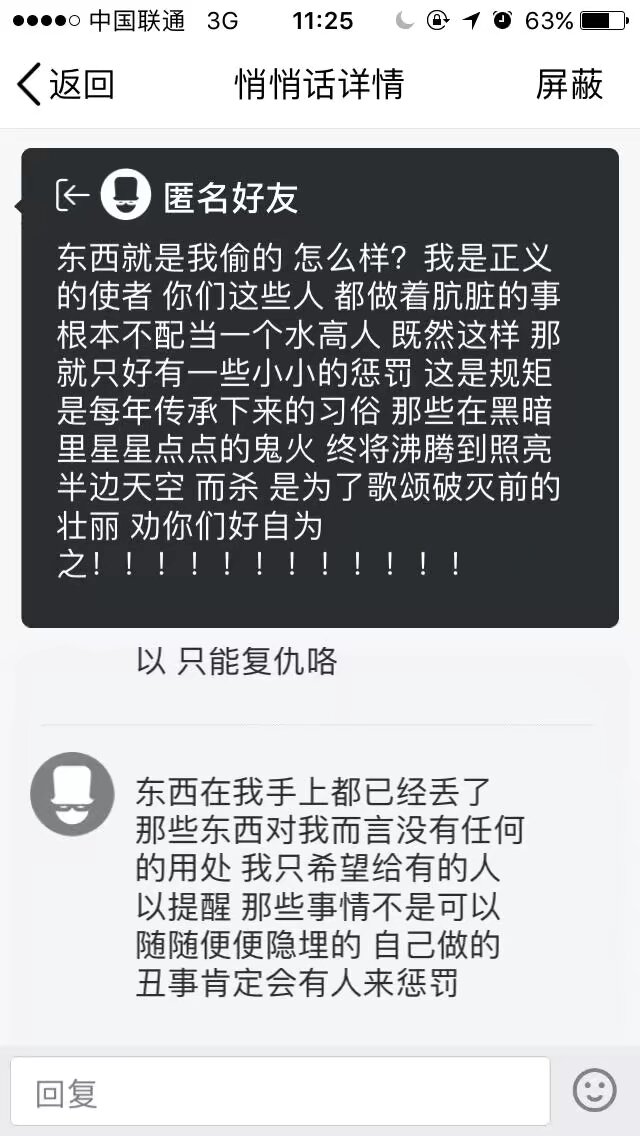 中国联通 3G 11:25 63%
返回 悄悄话详情 屏蔽
匿名好友
东西就是我偷的 怎么样？我是正义
的使者 你们这些人 都做着肮脏的事
根本不配当一个水高人 既然这样 那
就只好有一些小小的惩罚 这是规矩
是每年传承下来的习俗 那些在黑暗
里星星点点的鬼火 终将沸腾到照亮
半边天空 而杀 是为了歌颂破灭前的
壮丽 劝你们好自为
之！！！！！！！！！！！！
以 只能复仇咯
东西在我手上都已经丢了
那些东西对我而言没有任何
的用处 我只希望给有的人
以提醒 那些事情不是可以
随随便便隐埋的 自己做的
丑事肯定会有人来惩罚
回复